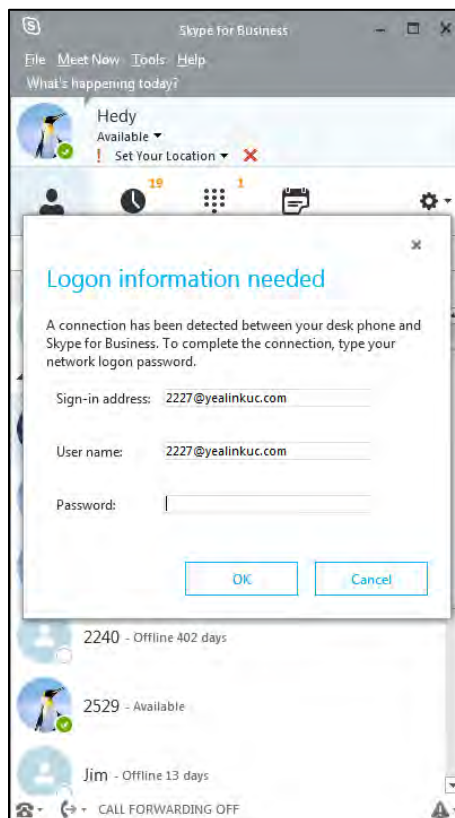 Skype for Business
File Meet Now Tools Help
What's happening today?
Hedy
Available
! Set Your Location
19
1
Logon information needed
A connection has been detected between your desk phone and
Skype for Business. To complete the connection, type your
network logon password.
Sign-in address: 2227@yealinkuc.com
User name: 2227@yealinkuc.com
Password:
OK Cancel
2240 - Offline 402 days
2529 - Available
Jim - Offline 13 days
CALL FORWARDING OFF